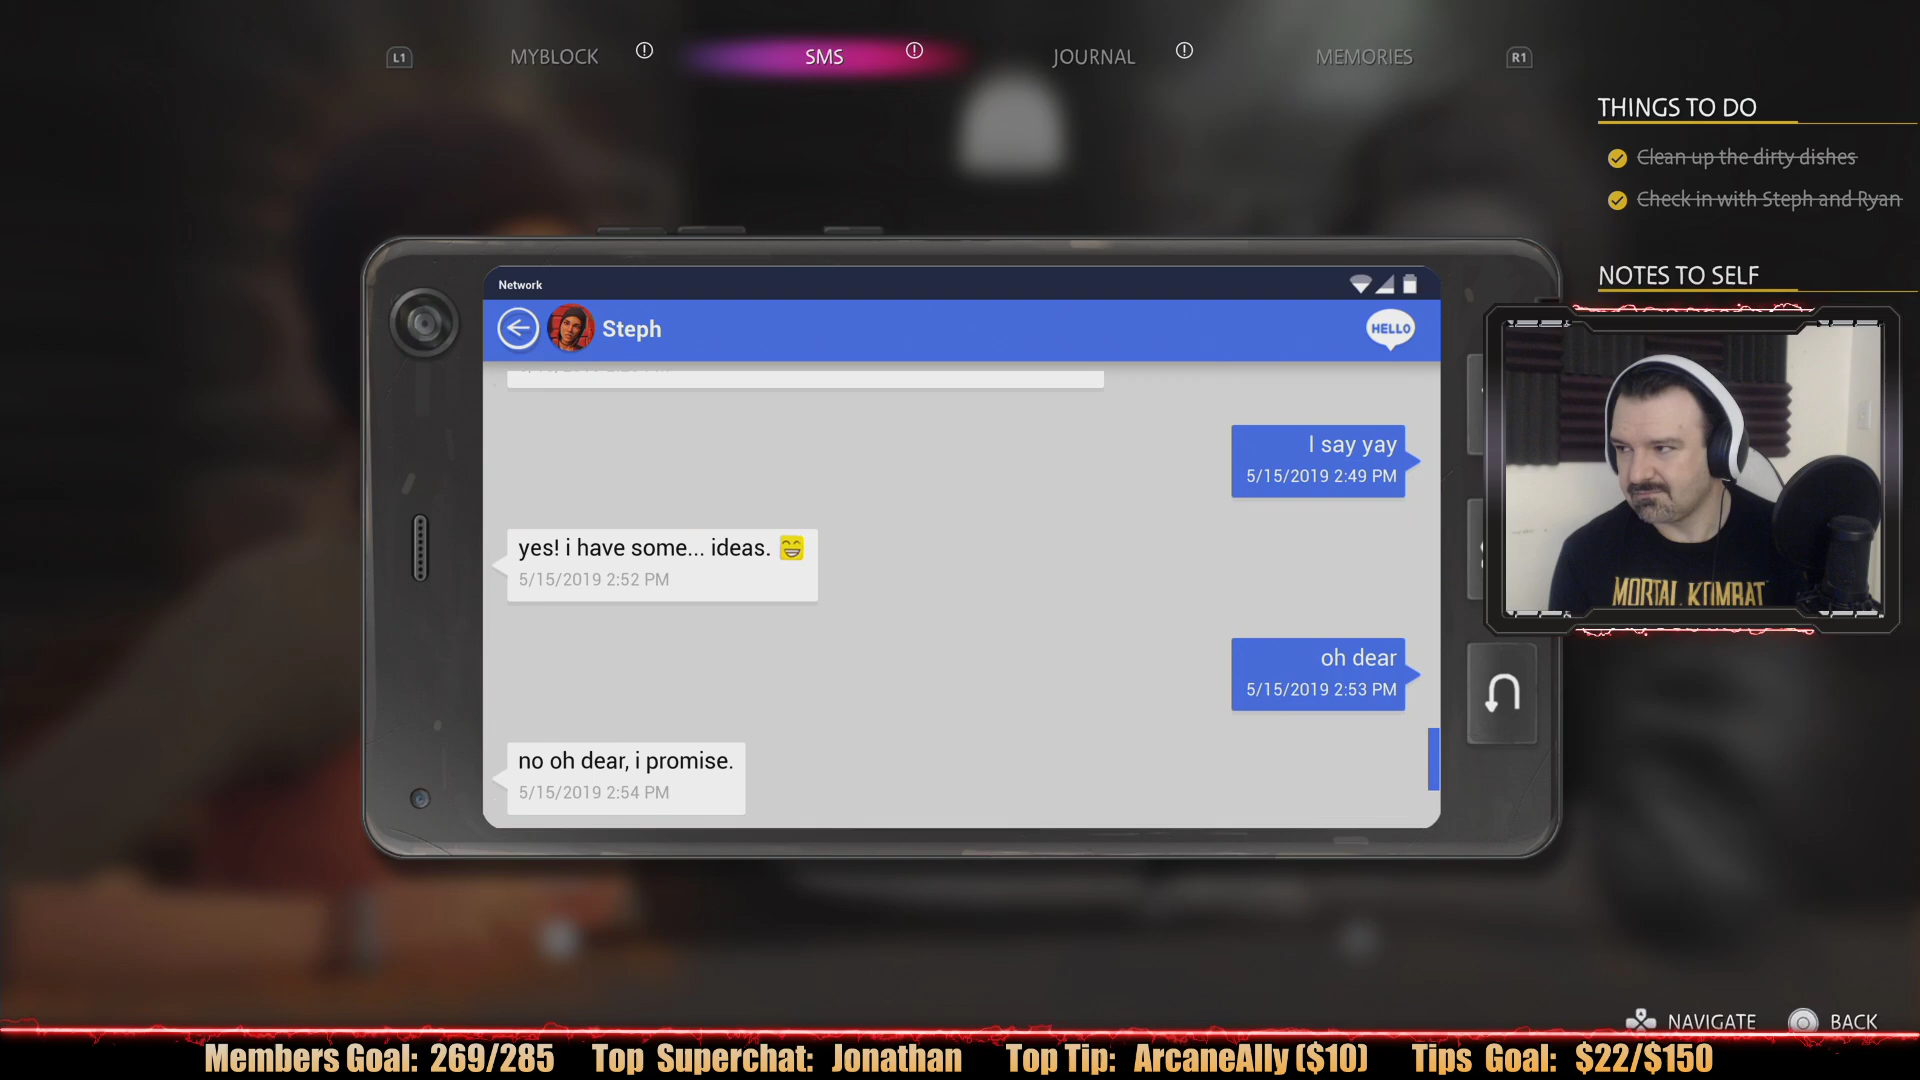 L1
MYBLOCK
SMS
JOURNAL
MEMORIES
R1
THINGS TO DO
Clean up the dirty dishes
Check in with Steph and Ryan
NOTES TO SELF
Network
Steph
HELLO
I say yay
5/15/2019 2:49 PM
yes! i have some... ideas.
5/15/2019 2:52 PM
oh dear
5/15/2019 2:53 PM
no oh dear, i promise.
5/15/2019 2:54 PM
MORTAL KOMBAT
NAVIGATE
BACK
Members Goal: 269/285 Top Superchat: Jonathan Top Tip: ArcaneAlly ($10) Tips Goal: $22/$150